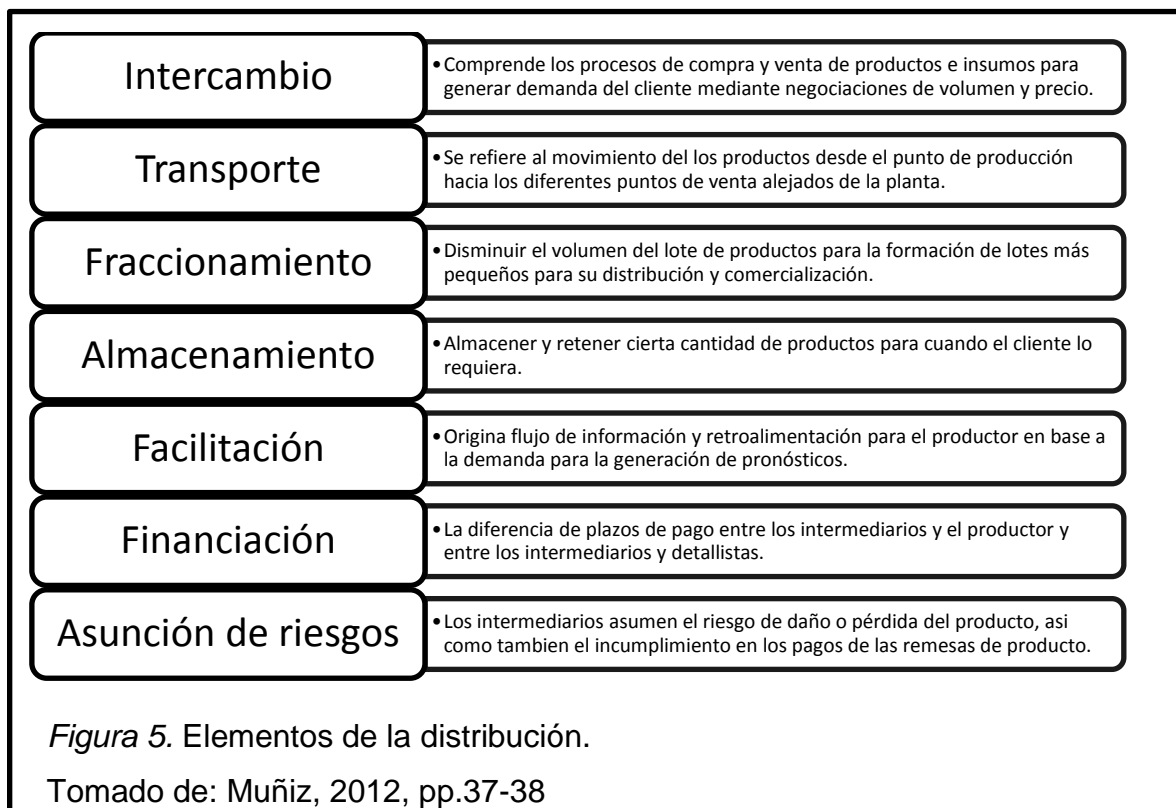 Intercambio
•Comprende los procesos de compra y venta de productos e insumos para
generar demanda del cliente mediante negociaciones de volumen y precio.
Transporte
•Se refiere al movimiento del los productos desde el punto de producción
hacia los diferentes puntos de venta alejados de la planta.
Fraccionamiento
•Disminuir el volumen del lote de productos para la formación de lotes más
pequeños para su distribución y comercialización.
Almacenamiento
•Almacener y retener cierta cantidad de productos para cuando el cliente lo
requiera.
Facilitación
•Origina flujo de información y retroalimentación para el productor en base a
la demanda para la generación de pronósticos.
Financiación
•La diferencia de plazos de pago entre los intermediarios y el productor y
entre los intermediarios y detallistas.
Asunción de riesgos
•Los intermediarios asumen el riesgo de daño o pérdida del producto, asi
como tambien el incumplimiento en los pagos de las remesas de producto.
Figura 5. Elementos de la distribución.
Tomado de: Muñiz, 2012, pp.37-38